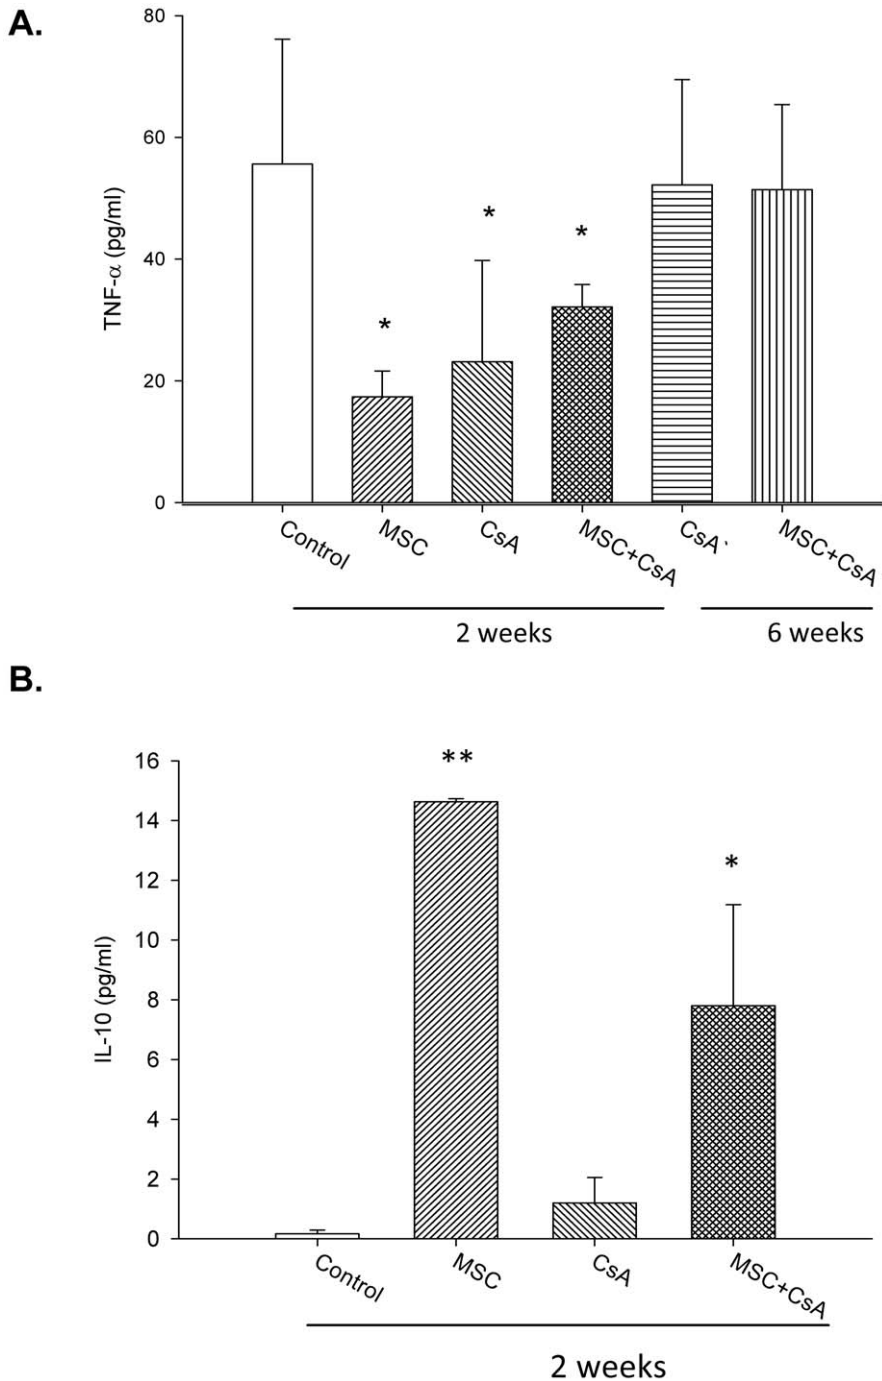 A.
TNF-α (pg/ml)
80
60
40
20
0
*
*
*
Control
MSC
CsA
MSC+CsA
CsA`
MSC+CsA
2 weeks
6 weeks
B.
IL-10 (pg/ml)
16
14
12
10
8
6
4
2
0
**
*
Control
MSC
CsA
MSC+CsA
2 weeks